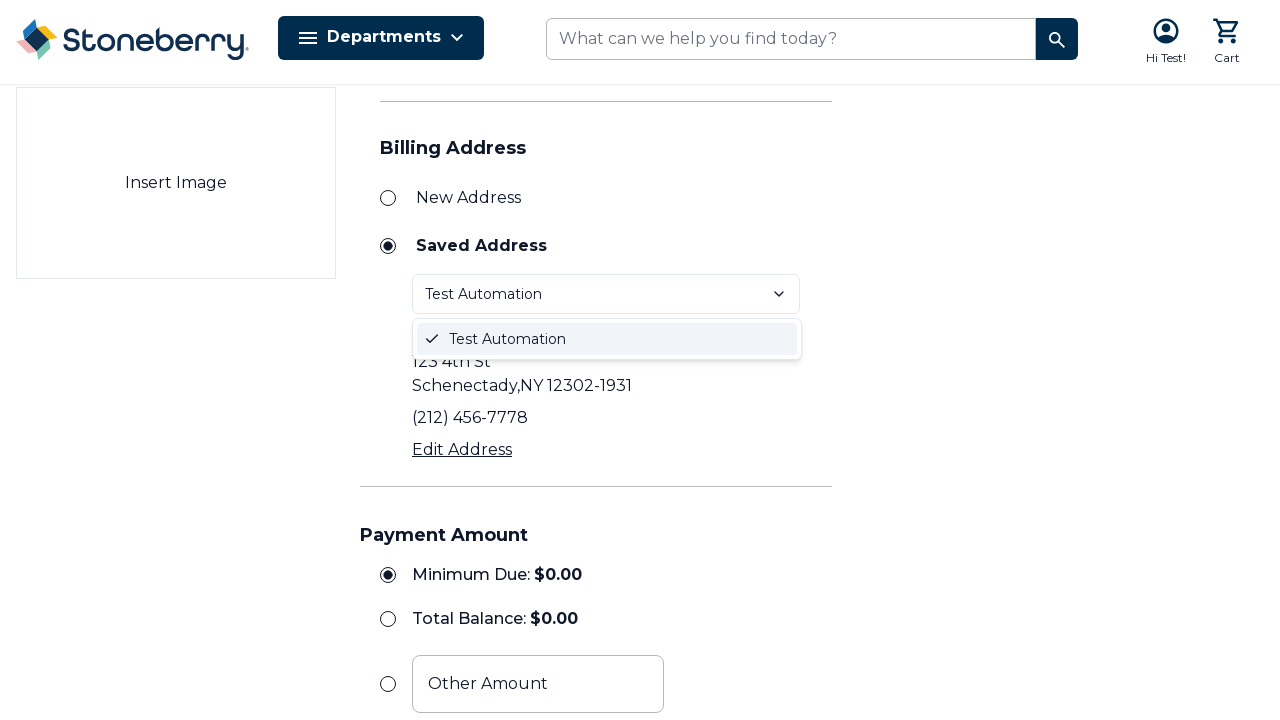 Stoneberry
Departments
What can we help you find today?
Hi Test!
Cart
Insert Image
Billing Address
New Address
Saved Address
Test Automation
Test Automation
123 4th St
Schenectady,NY 12302-1931
(212) 456-7778
Edit Address
Payment Amount
Minimum Due: $0.00
Total Balance: $0.00
Other Amount